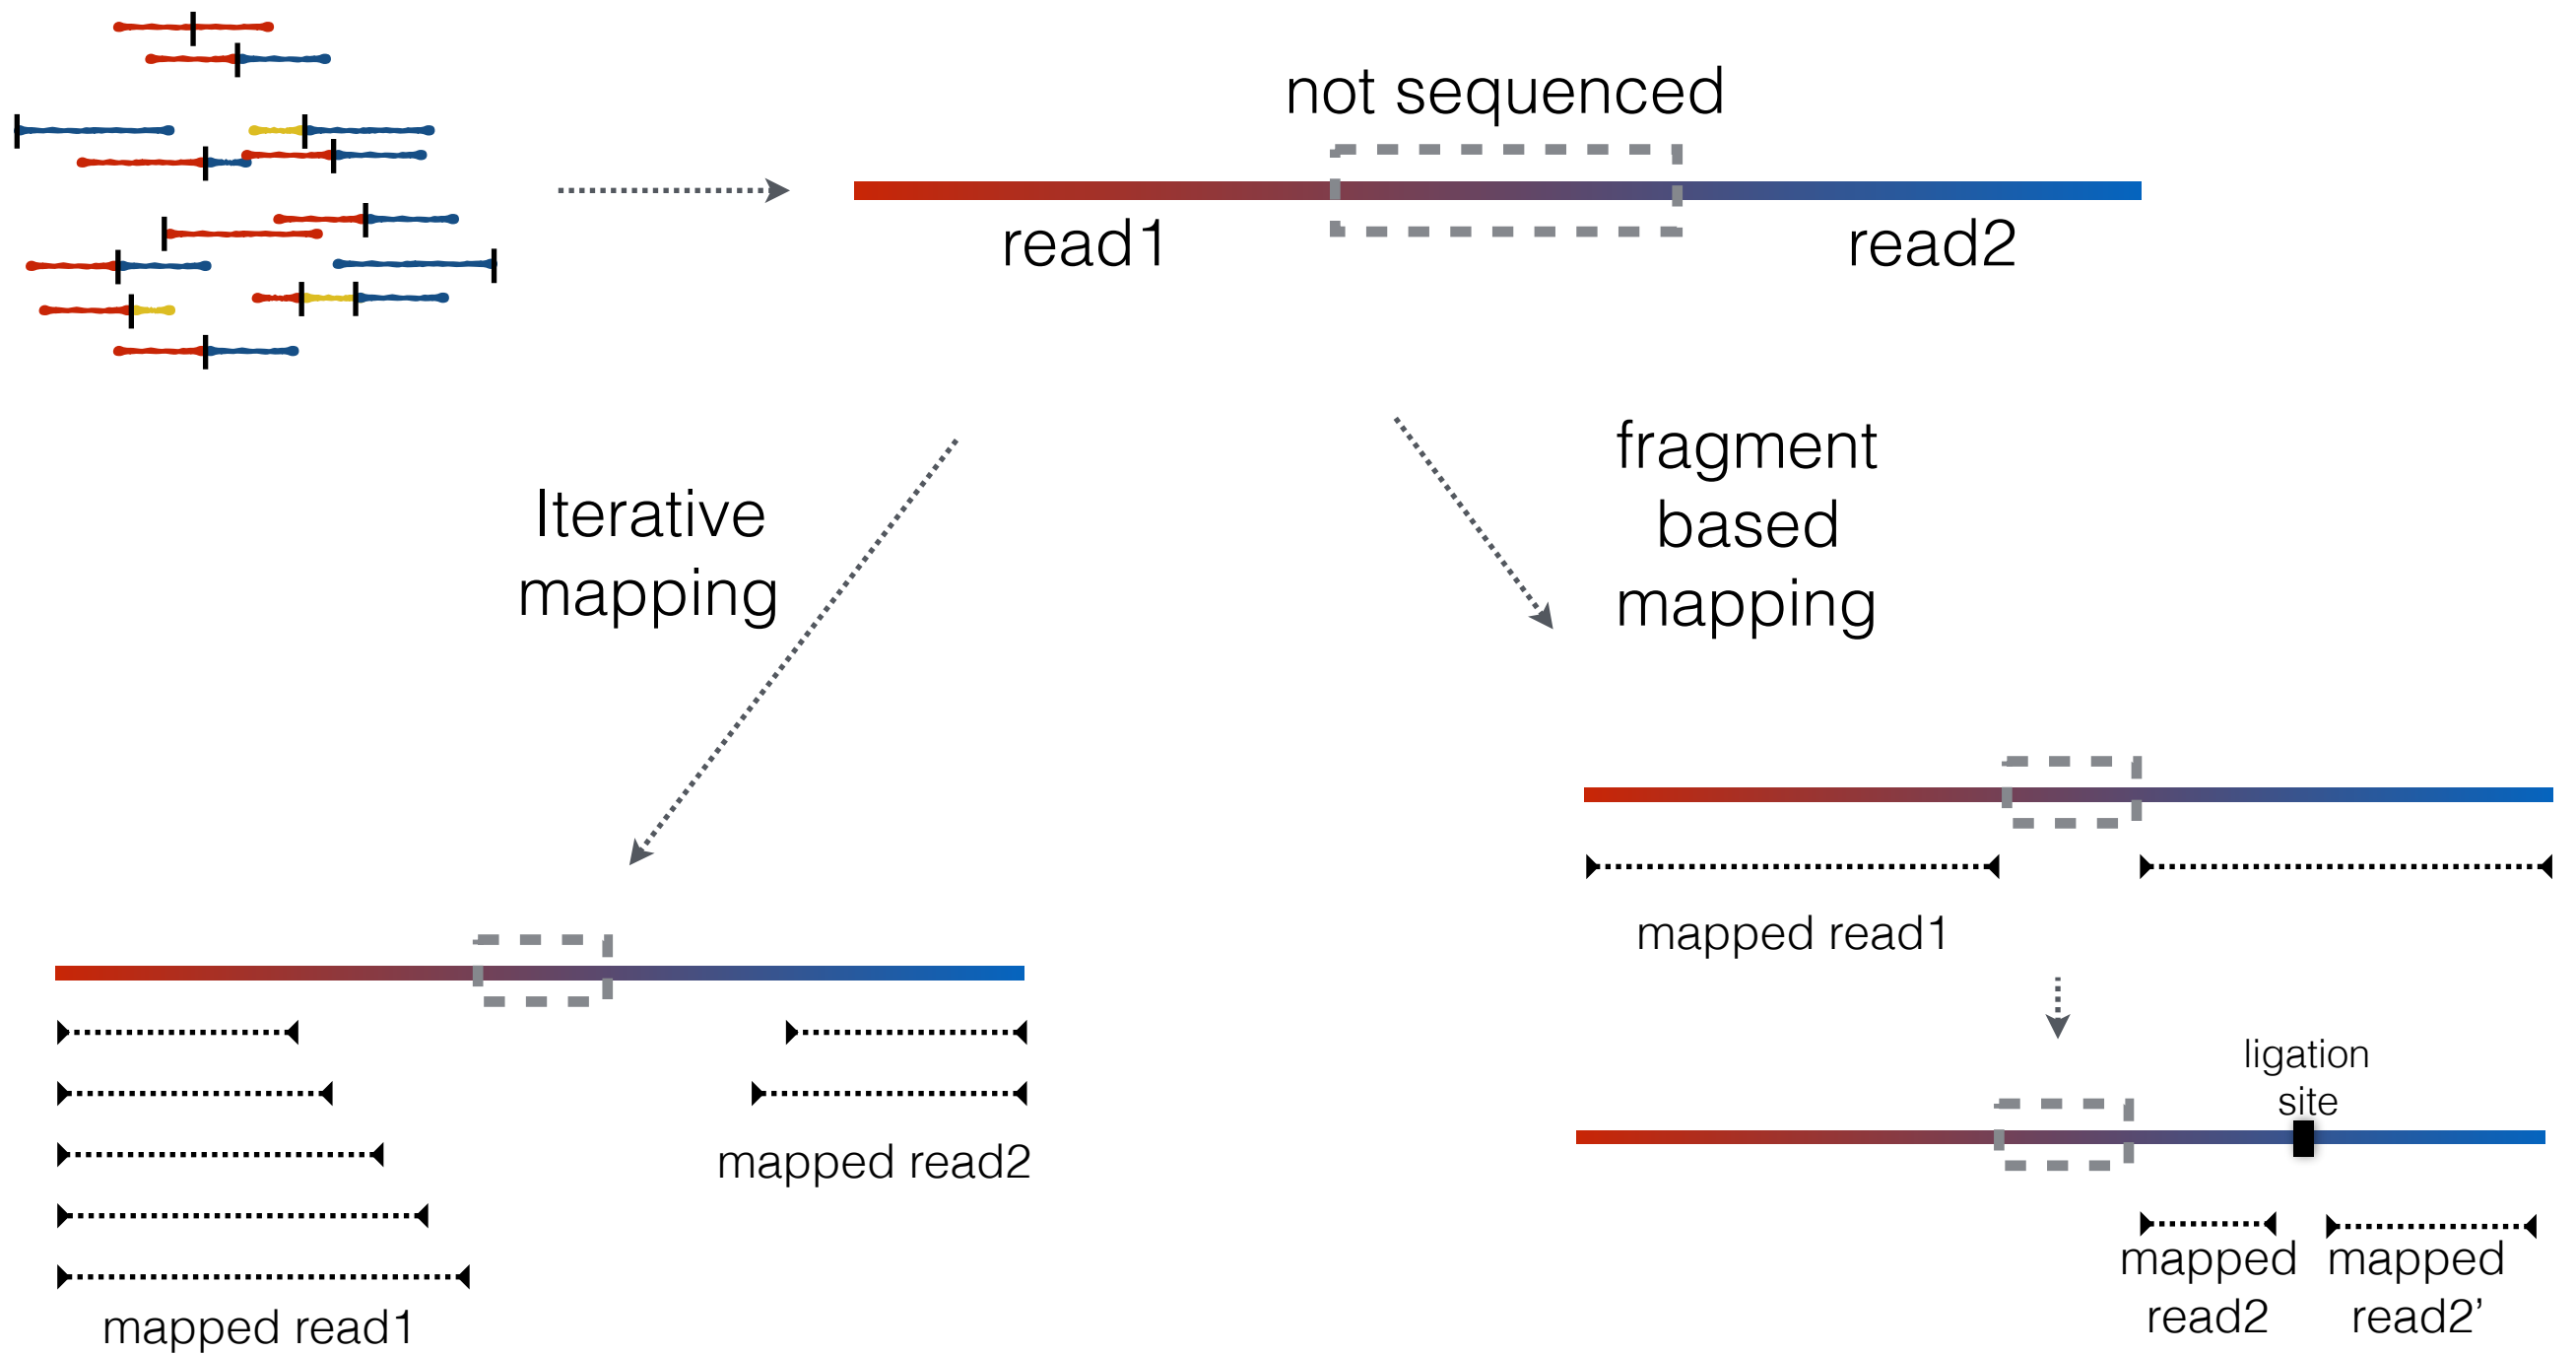 not sequenced
read1
read2
Iterative
mapping
fragment
based
mapping
mapped read1
ligation
site
mapped read2
mapped
read2
mapped
read2’
mapped read1